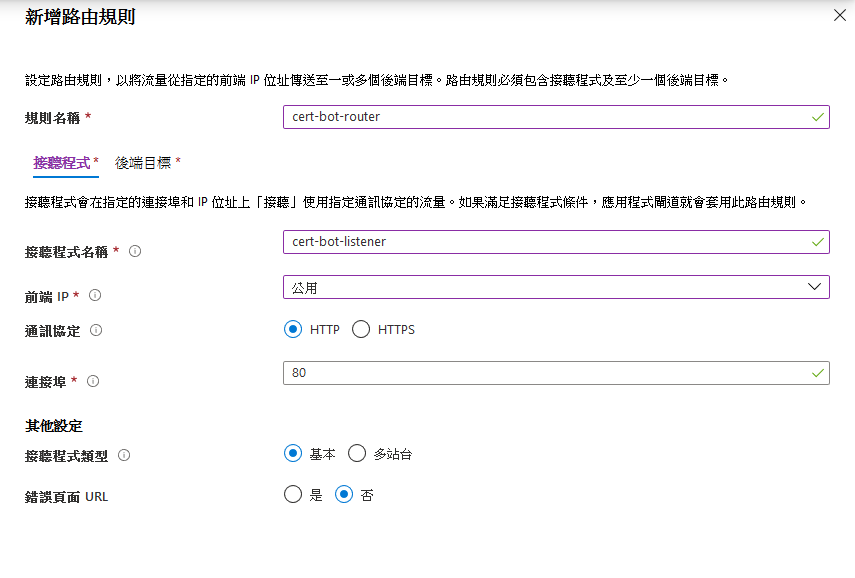 新增路由規則
設定路由規則，以將流量從指定的前端 IP 位址傳送至一或多個後端目標。路由規則必須包含接聽程式及至少一個後端目標。
規則名稱 * cert-bot-router
接聽程式 * 後端目標 *
接聽程式會在指定的連接埠和 IP 位址上「接聽」使用指定通訊協定的流量。如果滿足接聽程式條件，應用程式閘道就會套用此路由規則。
接聽程式名稱 * cert-bot-listener
前端 IP * 公用
通訊協定 HTTP HTTPS
連接埠 * 80
其他設定
接聽程式類型 基本 多站台
錯誤頁面 URL 是 否